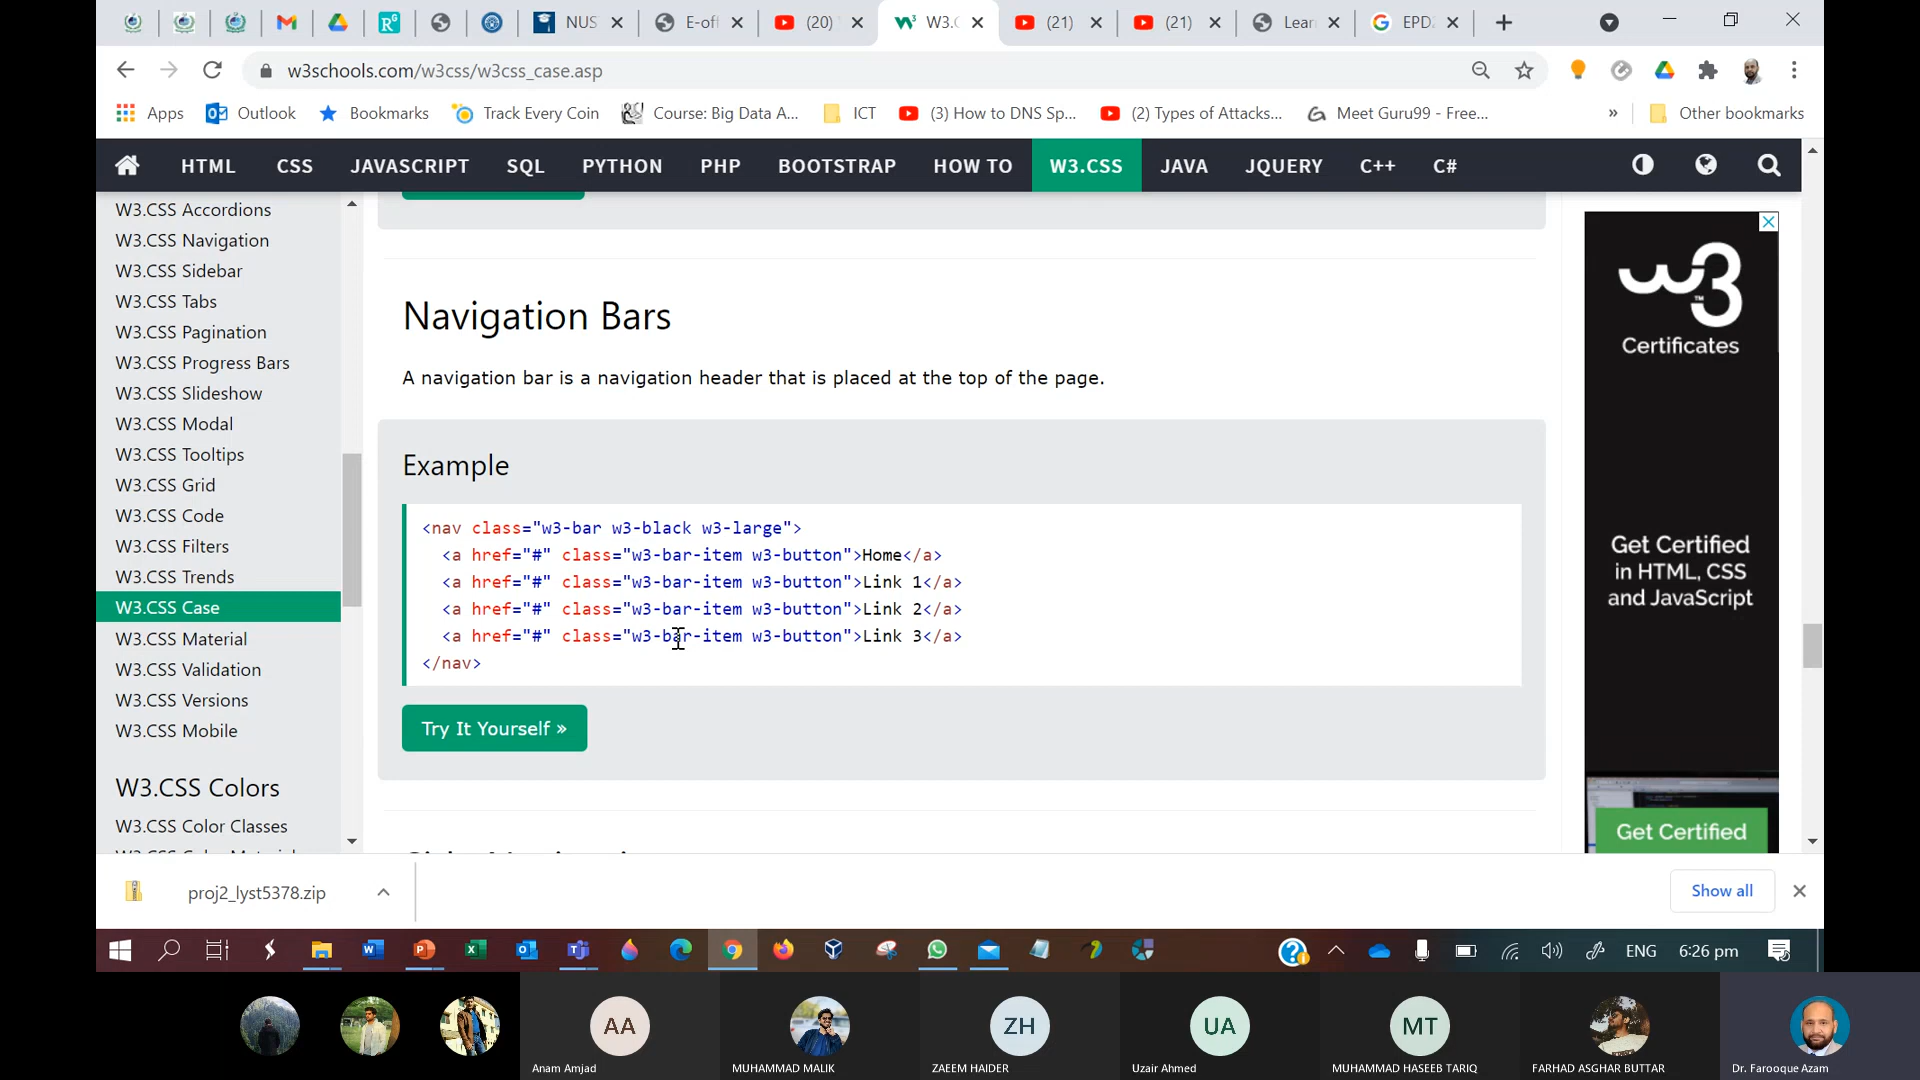 NUS
E-off
(20)
W3.C
(21)
(21)
Lear
EPDA
w3schools.com/w3css/w3css_case.asp
Apps
Outlook
Bookmarks
Track Every Coin
Course: Big Data A...
ICT
(3) How to DNS Sp...
(2) Types of Attacks...
Meet Guru99 - Free...
»
Other bookmarks
HTML
CSS
JAVASCRIPT
SQL
PYTHON
PHP
BOOTSTRAP
HOW TO
W3.CSS
JAVA
JQUERY
C++
C#
W3.CSS Accordions
W3.CSS Navigation
W3.CSS Sidebar
W3.CSS Tabs
W3.CSS Pagination
W3.CSS Progress Bars
W3.CSS Slideshow
W3.CSS Modal
W3.CSS Tooltips
W3.CSS Grid
W3.CSS Code
W3.CSS Filters
W3.CSS Trends
W3.CSS Case
W3.CSS Material
W3.CSS Validation
W3.CSS Versions
W3.CSS Mobile
W3.CSS Colors
W3.CSS Color Classes
Navigation Bars
A navigation bar is a navigation header that is placed at the top of the page.
Example
<nav class="w3-bar w3-black w3-large">
<a href="#" class="w3-bar-item w3-button">Home</a>
<a href="#" class="w3-bar-item w3-button">Link 1</a>
<a href="#" class="w3-bar-item w3-button">Link 2</a>
<a href="#" class="w3-bar-item w3-button">Link 3</a>
</nav>
Try It Yourself »
w3
TM
Certificates
Get Certified
in HTML, CSS
and JavaScript
Get Certified
proj2_lyst5378.zip
Show all
ENG
6:26 pm
AA
ZH
UA
MT
Anam Amjad
MUHAMMAD MALIK
ZAEEM HAIDER
Uzair Ahmed
MUHAMMAD HASEEB TARIQ
FARHAD ASGHAR BUTTAR
Dr. Farooque Azam